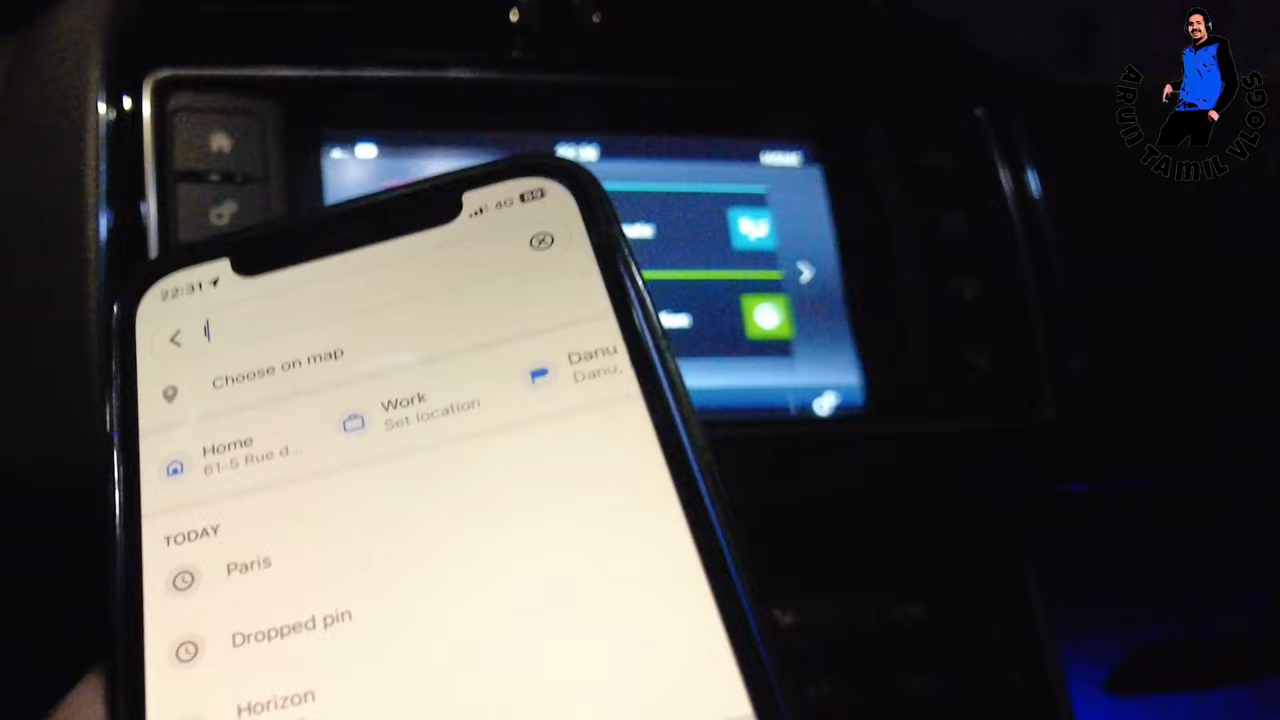 ARUN TAMIL VLOGS
22:31
4G 89
Choose on map
Home
61-5 Rue d...
Work
Set location
Danu
Danu,
TODAY
Paris
Dropped pin
Horizon